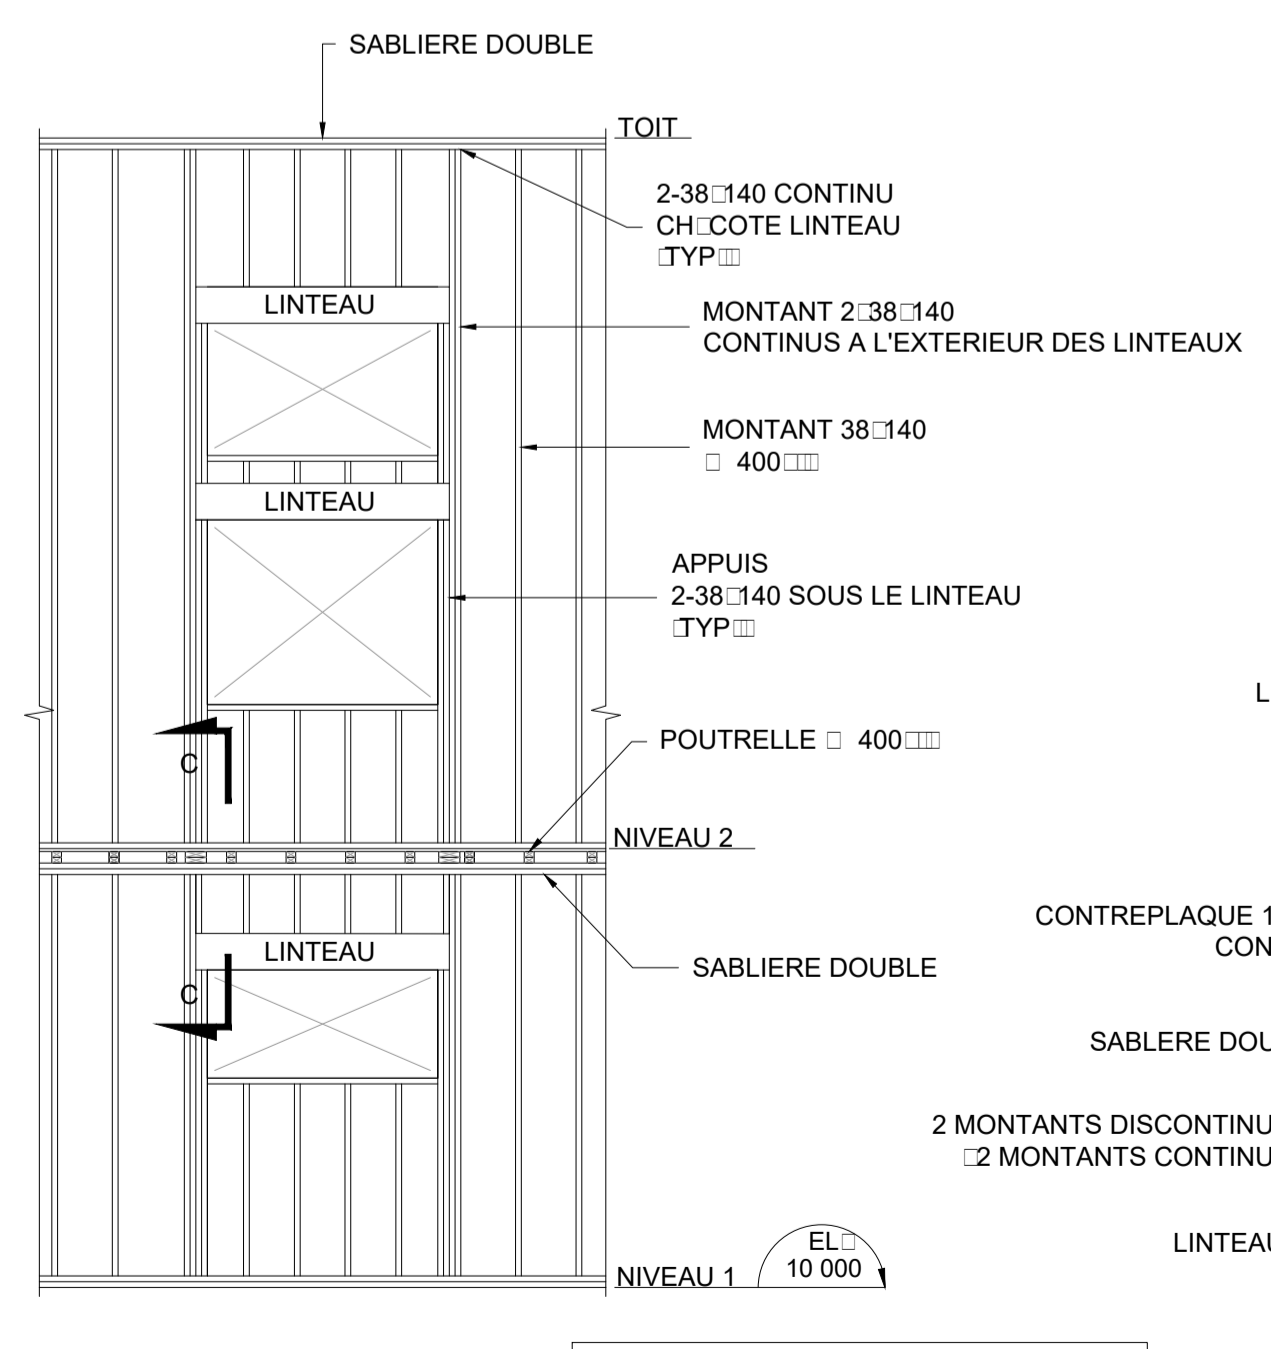 SABLIERE DOUBLE
TOIT
2-38□140 CONTINU
CH□COTE LINTEAU
□TYP□□
LINTEAU
MONTANT 2□38□140
CONTINUS A L'EXTERIEUR DES LINTEAUX
MONTANT 38□140
□ 400□□□
LINTEAU
APPUIS
2-38□140 SOUS LE LINTEAU
□TYP□□
L
POUTRELLE □ 400□□□
C
NIVEAU 2
CONTREPLAQUE 1
CON
LINTEAU
SABLIERE DOUBLE
C
SABLERE DOU
2 MONTANTS DISCONTINU
□2 MONTANTS CONTINU
LINTEAU
EL□
10 000
NIVEAU 1